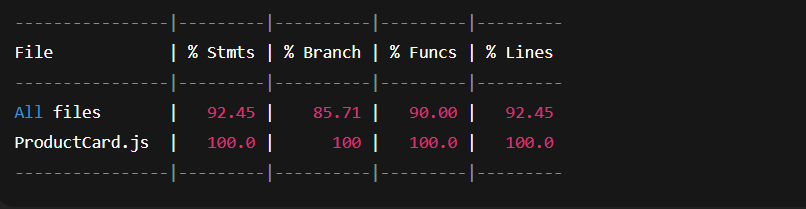 ----------------|---------|----------|---------|---------
File            | % Stmts | % Branch | % Funcs | % Lines
----------------|---------|----------|---------|---------
All files       |   92.45 |    85.71 |   90.00 |   92.45
ProductCard.js  |   100.0 |      100 |   100.0 |   100.0
----------------|---------|----------|---------|---------